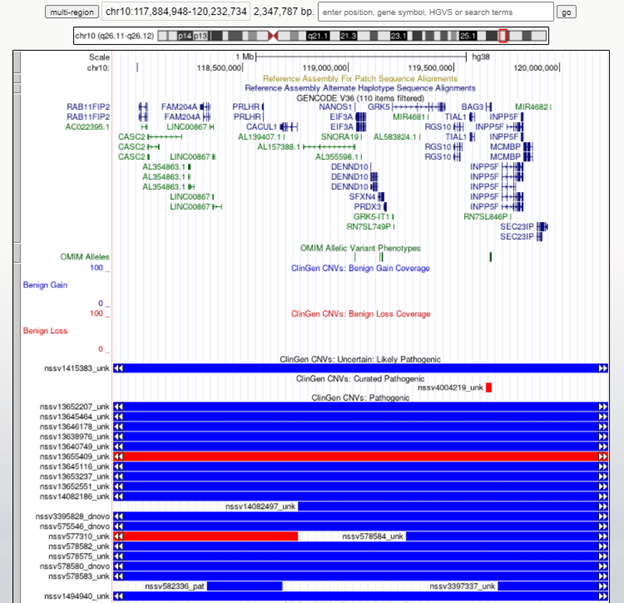 multi-region chr10:117,884,948-120,232,734 2,347,787 bp. enter position, gene symbol, HGVS or search terms go
chr10 (q26.11-q26.12) p14 p13 q21.1 21.3 23.1 25.1
Scale 1 Mb hg38
chr10: 118,500,000 119,000,000 119,500,000 120,000,000
Reference Assembly Fix Patch Sequence Alignments
Reference Assembly Alternate Haplotype Sequence Alignments
GENCODE V36 (110 items filtered)
RAB11FIP2 FAM204A PRLHR NANOS1 GRK5 BAG3 MIR4682
RAB11FIP2 FAM204A PRLHR EIF3A MIR4681 TIAL1 INPP5F
AC022395.1 LINC00867 CACUL1 EIF3A RGS10 INPP5F
CASC2 AL139407.1 SNORA19 AL583824.1 TIAL1 INPP5F
CASC2 AL157388.1 RGS10 MCMBP
CASC2 LINC00867 AL355598.1 RGS10 MCMBP
AL354863.1 DENND10 INPP5F
AL354863.1 DENND10 INPP5F
AL354863.1 DENND10 INPP5F
LINC00867 SFXN4 INPP5F
LINC00867 PRDX3 INPP5F
GRK5-IT1 RN7SL846P
RN7SL749P SEC23IP
SEC23IP
OMIM Allelic Variant Phenotypes
OMIM Alleles
100 _ ClinGen CNVs: Benign Gain Coverage
Benign Gain
0 _
100 _ ClinGen CNVs: Benign Loss Coverage
Benign Loss
0 _
ClinGen CNVs: Uncertain: Likely Pathogenic
nssv1415383_unk
ClinGen CNVs: Curated Pathogenic
nssv4004219_unk
ClinGen CNVs: Pathogenic
nssv13652207_unk
nssv13645464_unk
nssv13646178_unk
nssv13638976_unk
nssv13640749_unk
nssv13655409_unk
nssv13645116_unk
nssv13653237_unk
nssv13652551_unk
nssv14082186_unk
nssv14082497_unk
nssv3395828_dnovo
nssv575546_dnovo
nssv577310_unk nssv578584_unk
nssv578582_unk
nssv578575_unk
nssv578580_dnovo
nssv578583_unk
nssv582336_pat nssv3397337_unk
nssv1494940_unk